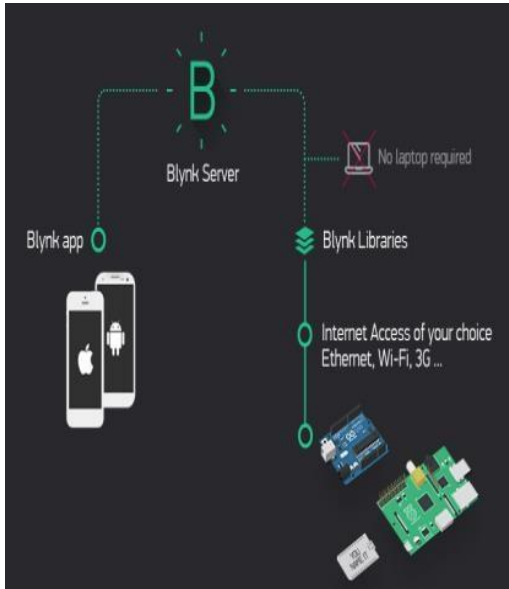 B
Blynk Server
No laptop required
Blynk app
Blynk Libraries
Internet Access of your choice
Ethernet, Wi-Fi, 3G ...
YOU
NAME IT